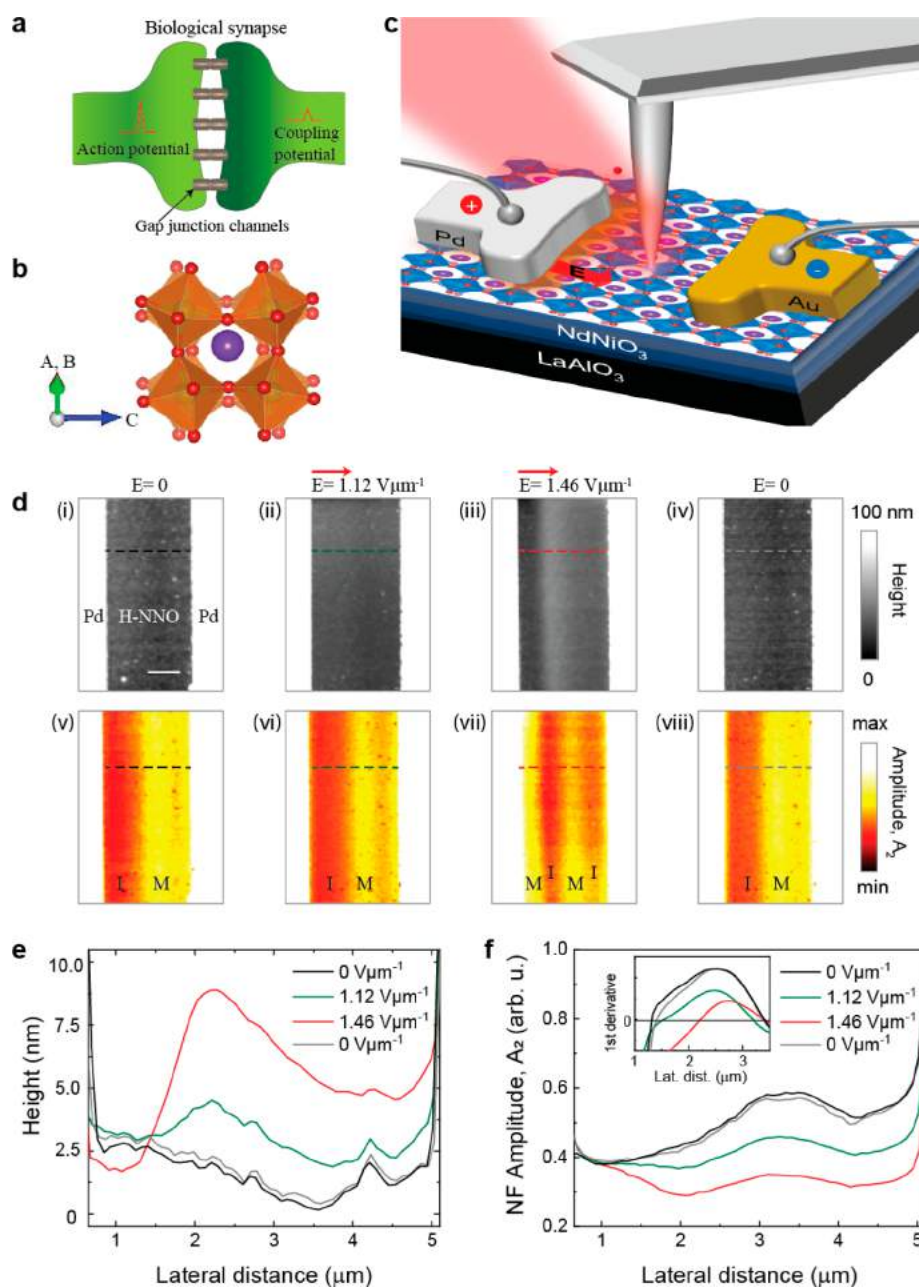 a
Biological synapse
Action potential
Coupling
potential
Gap junction channels
b
A, B
C
c
+
Pd
E
-
Au
NdNiO₃
LaAlO₃
d
E= 0
E= 1.12 Vμm⁻¹
E= 1.46 Vμm⁻¹
E= 0
(i)
(ii)
(iii)
(iv)
Pd
H-NNO
Pd
100 nm
Height
0
(v)
(vi)
(vii)
(viii)
I
M
I
M
M
I
M
I
I
M
max
Amplitude, A₂
min
e
10.0
7.5
5.0
2.5
0
Height (nm)
0 Vμm⁻¹
1.12 Vμm⁻¹
1.46 Vμm⁻¹
0 Vμm⁻¹
1
2
3
4
5
Lateral distance (μm)
f
1.0
0.8
0.6
0.4
0.2
NF Amplitude, A₂ (arb. u.)
1st derivative
0
1
2
3
Lat. dist. (μm)
0 Vμm⁻¹
1.12 Vμm⁻¹
1.46 Vμm⁻¹
0 Vμm⁻¹
1
2
3
4
5
Lateral distance (μm)